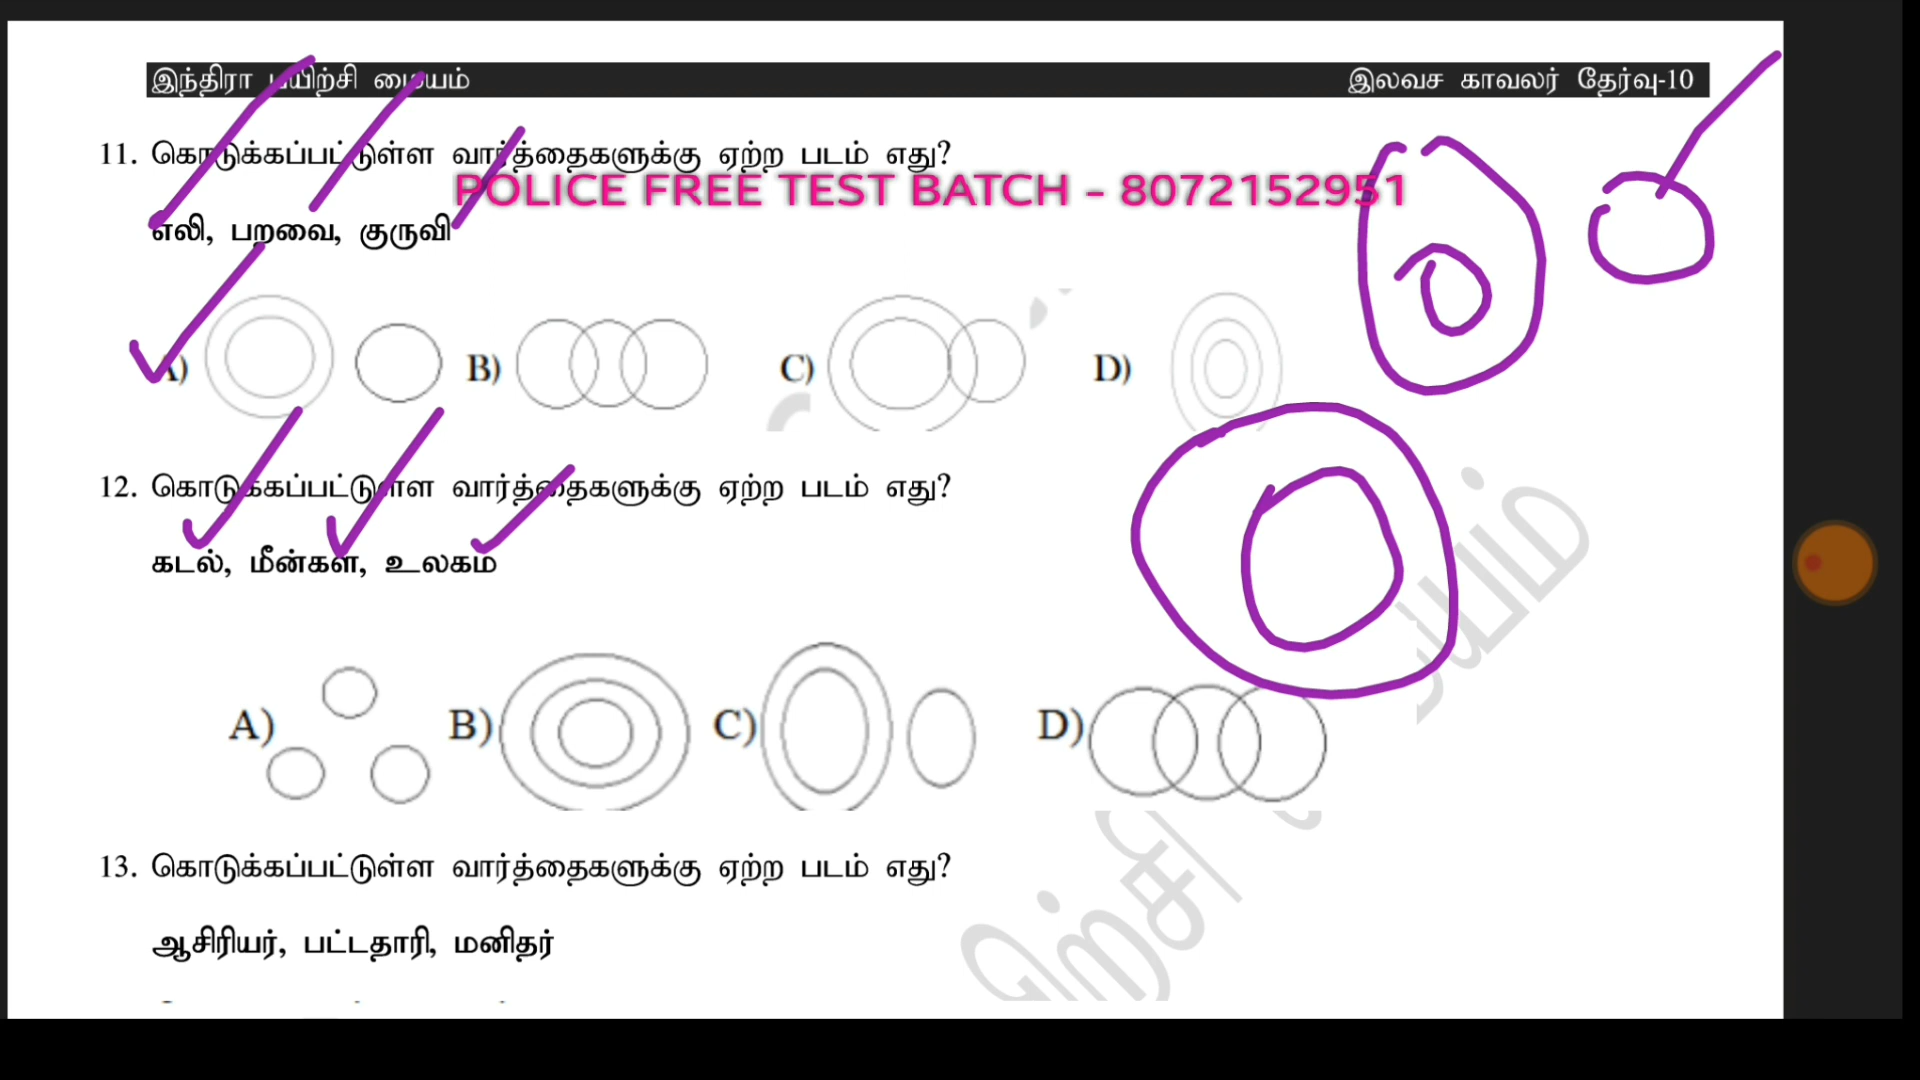 இந்திரா பயிற்சி மையம் இலவச காவலர் தேர்வு-10
11. கொடுக்கப்பட்டுள்ள வார்த்தைகளுக்கு ஏற்ற படம் எது?
POLICE FREE TEST BATCH - 8072152951
எலி, பறவை, குருவி
A) B) C) D)
12. கொடுக்கப்பட்டுள்ள வார்த்தைகளுக்கு ஏற்ற படம் எது?
கடல், மீன்கள், உலகம்
A) B) C) D)
13. கொடுக்கப்பட்டுள்ள வார்த்தைகளுக்கு ஏற்ற படம் எது?
ஆசிரியர், பட்டதாரி, மனிதர்